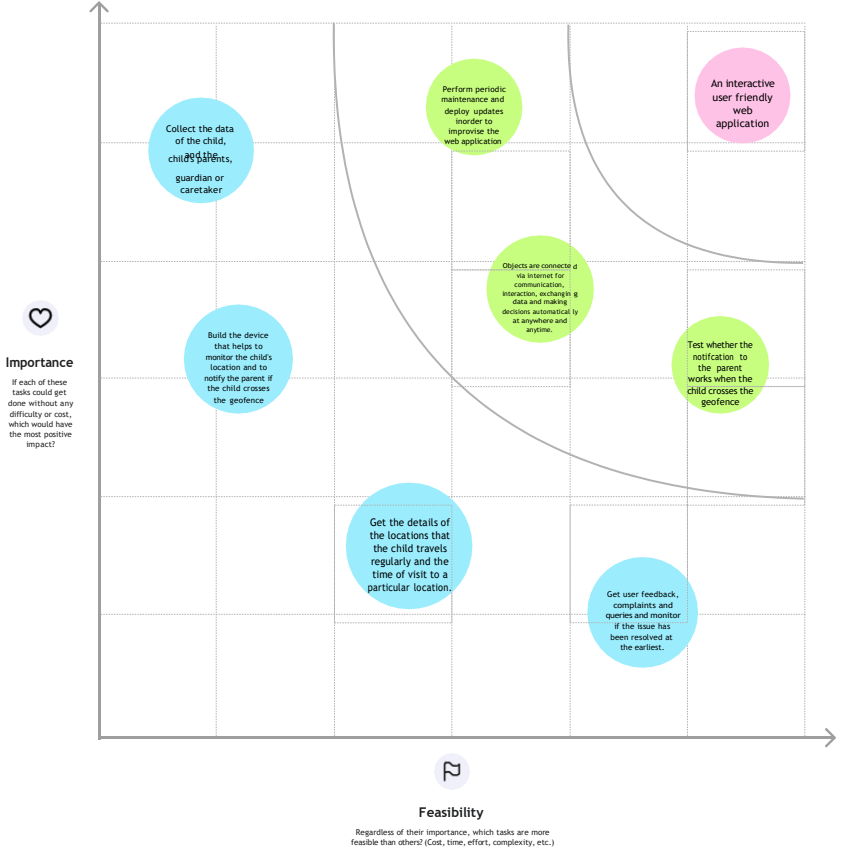 An interactive
user friendly
web
application
Perform periodic
maintenance and
deploy updates
inorder to
improvise the
web application
Collect the data
of the child,
and the
child's parents,
guardian or
caretaker
Objects are connected
via internet for
communication,
interaction, exchanging
data and making
decisions automatically
at anywhere and
anytime.
Build the device
that helps to
monitor the child's
location and to
notify the parent if
the child crosses
the geofence
Test whether the
notifcation to
the parent
works when the
child crosses the
geofence
Importance
If each of these
tasks could get
done without any
difficulty or cost,
which would have
the most positive
impact?
Get the details of
the locations that
the child travels
regularly and the
time of visit to a
particular location.
Get user feedback,
complaints and
queries and monitor
if the issue has
been resolved at
the earliest.
Feasibility
Regardless of their importance, which tasks are more
feasible than others? (Cost, time, effort, complexity, etc.)